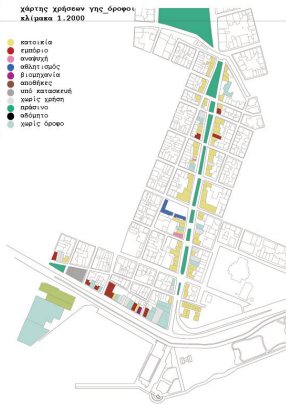 χάρτης χρήσεων γης_όροφοι
κλίμακα 1.2000
κατοικία
εμπόριο
αναψυχή
αθλητισμός
βιομηχανία
αποθήκες
υπό κατασκευή
χωρίς χρήση
πράσινο
αδόμητο
χωρίς όροφο